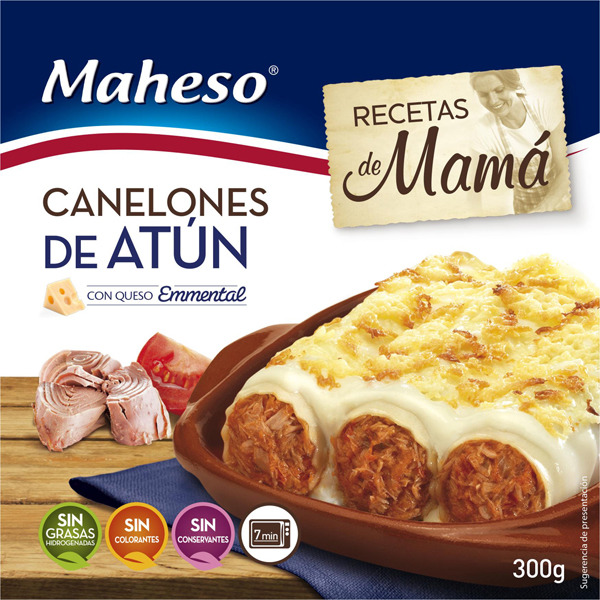 Maheso®
RECETAS
de Mamá
CANELONES
DE ATÚN
CON QUESO Emmental
SIN
GRASAS
HIDROGENADAS
SIN
COLORANTES
SIN
CONSERVANTES
7 min
300g
Sugerencia de presentación